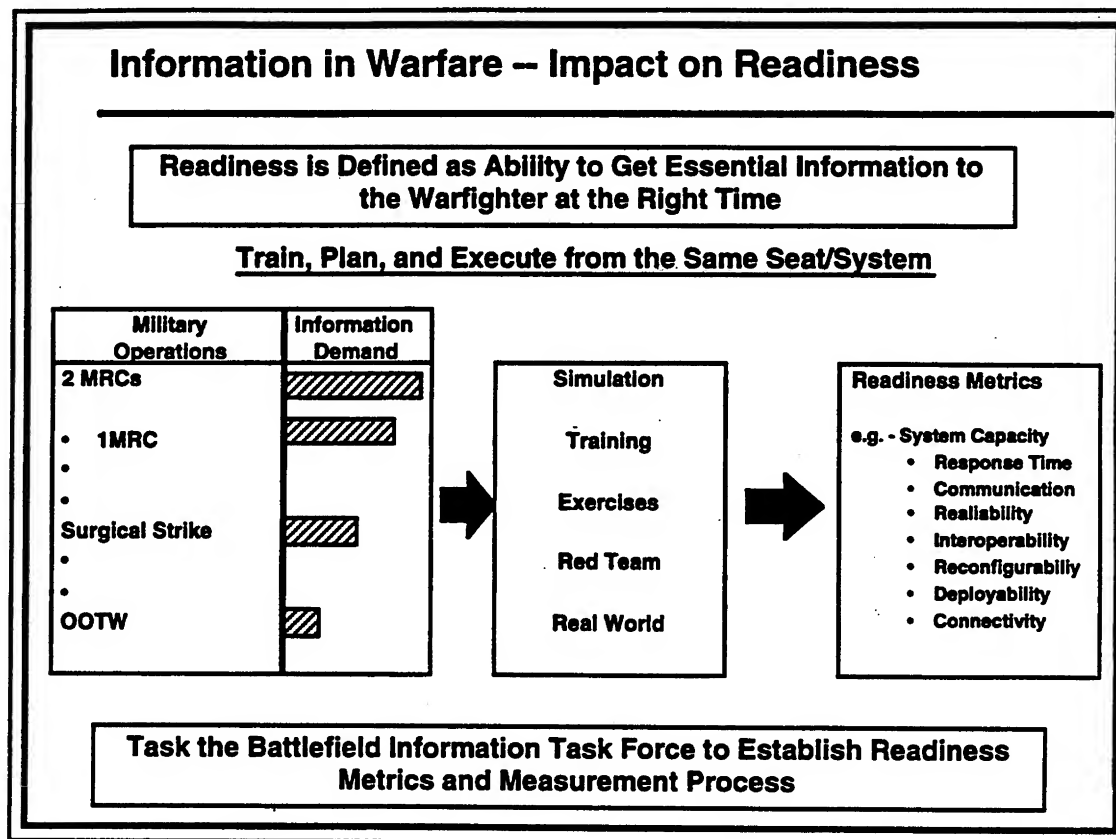 Information in Warfare -- Impact on Readiness
Readiness is Defined as Ability to Get Essential Information to
the Warfighter at the Right Time
Train, Plan, and Execute from the Same Seat/System
Military
Operations
Information
Demand
2 MRCs
• 1MRC
•
•
Surgical Strike
•
•
OOTW
Simulation
Training
Exercises
Red Team
Real World
Readiness Metrics
e.g. - System Capacity
• Response Time
• Communication
• Realiability
• Interoperability
• Reconfigurabiliy
• Deployability
• Connectivity
Task the Battlefield Information Task Force to Establish Readiness
Metrics and Measurement Process